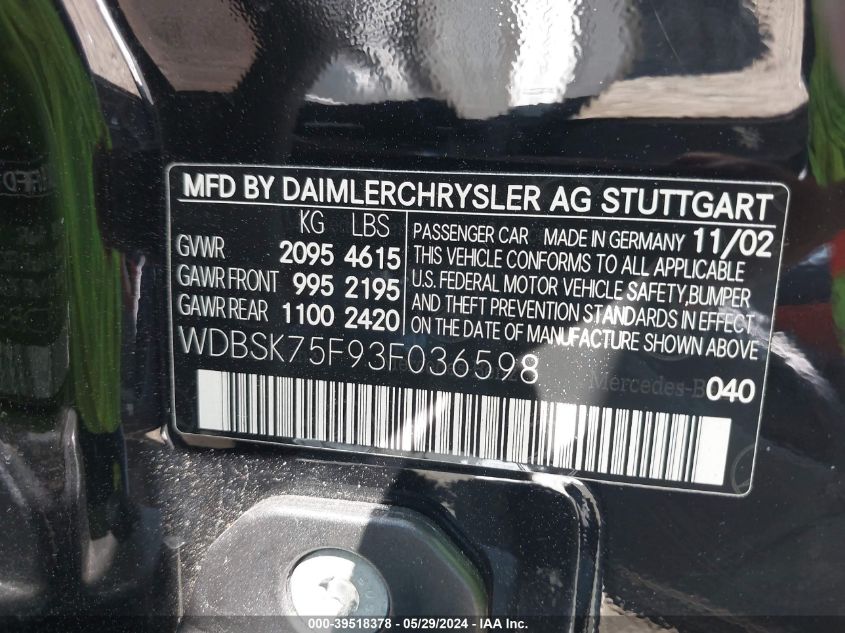 MFD BY DAIMLERCHRYSLER AG STUTTGART
KG LBS
GVWR 2095 4615
GAWR FRONT 995 2195
GAWR REAR 1100 2420
PASSENGER CAR MADE IN GERMANY 11/02
THIS VEHICLE CONFORMS TO ALL APPLICABLE
U.S. FEDERAL MOTOR VEHICLE SAFETY,BUMPER
AND THEFT PREVENTION STANDARDS IN EFFECT
ON THE DATE OF MANUFACTURE SHOWN ABOVE
WDBSK75F93F036598
040
000-39518378 - 05/29/2024 - IAA Inc.